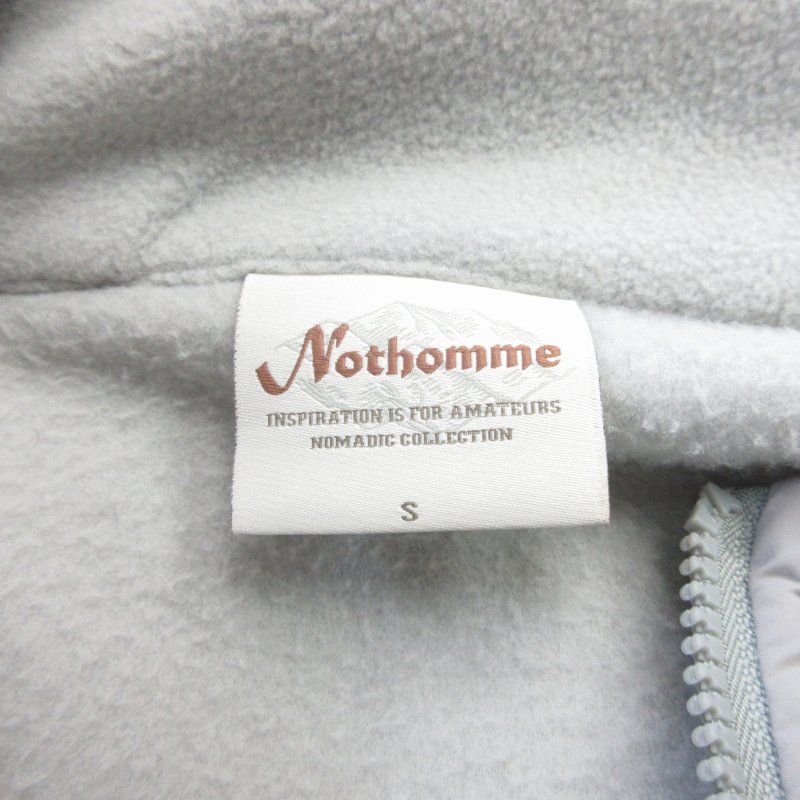 Nothomme
INSPIRATION IS FOR AMATEURS
NOMADIC COLLECTION
S